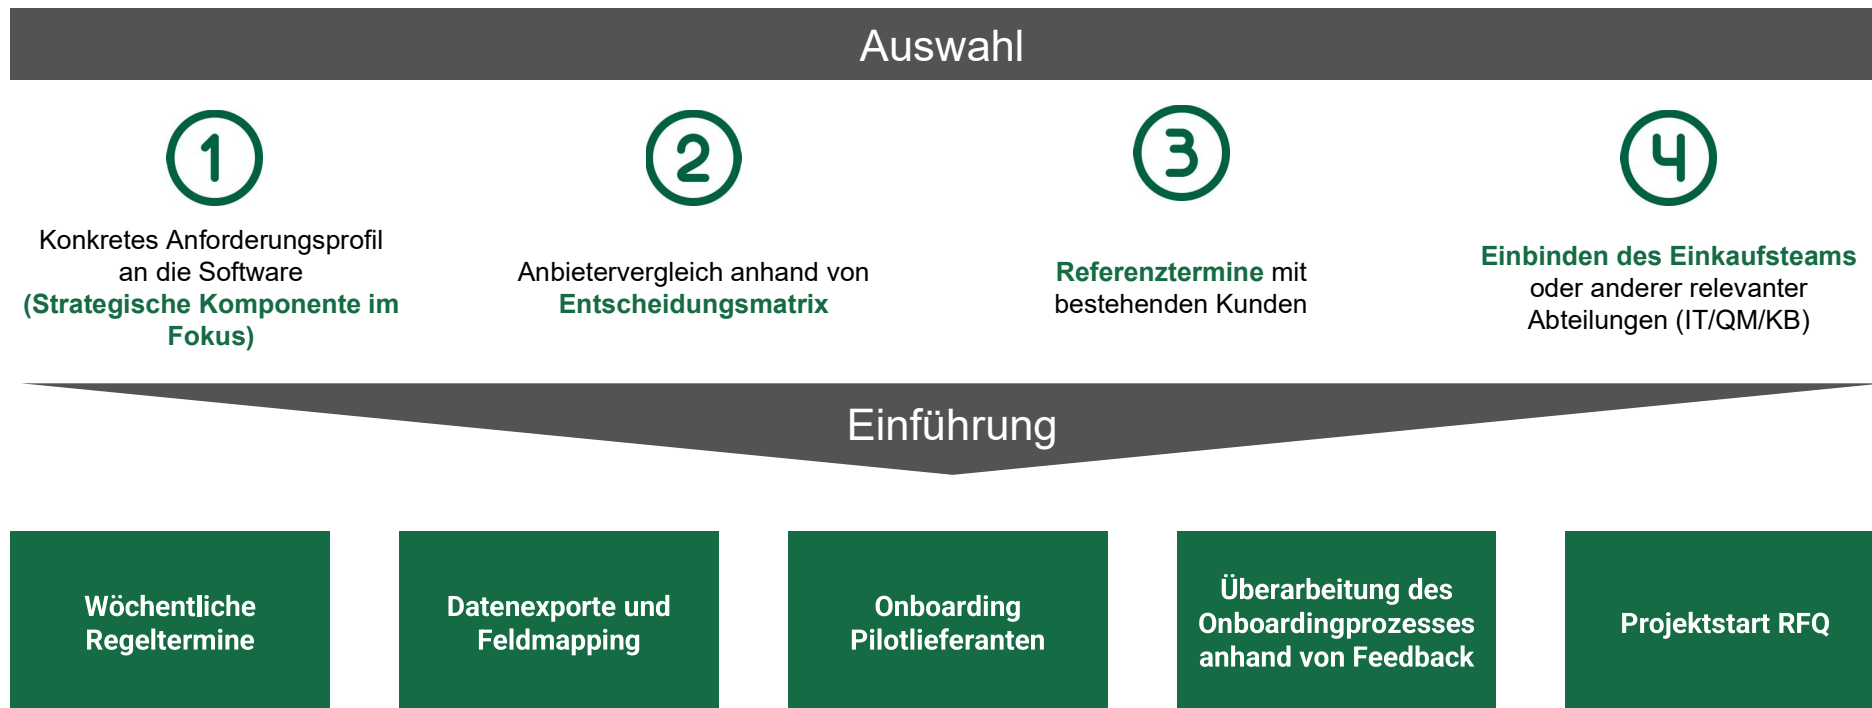 Auswahl
1
Konkretes Anforderungsprofil
an die Software
(Strategische Komponente im
Fokus)
2
Anbietervergleich anhand von
Entscheidungsmatrix
3
Referenztermine mit
bestehenden Kunden
4
Einbinden des Einkaufsteams
oder anderer relevanter
Abteilungen (IT/QM/KB)
Einführung
Wöchentliche
Regeltermine
Datenexporte und
Feldmapping
Onboarding
Pilotlieferanten
Überarbeitung des
Onboardingprozesses
anhand von Feedback
Projektstart RFQ